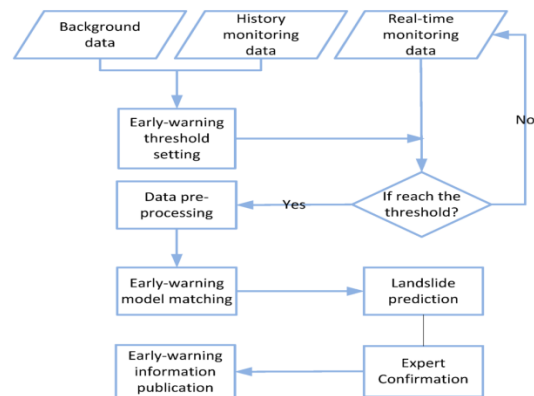 Background
data
History
monitoring data
Real-time
monitoring
data
Early-warning
threshold
setting
No
If reach the
threshold?
Yes
Data pre-
processing
Early-warning
model matching
Landslide
prediction
Early-warning
information
publication
Expert
Confirmation